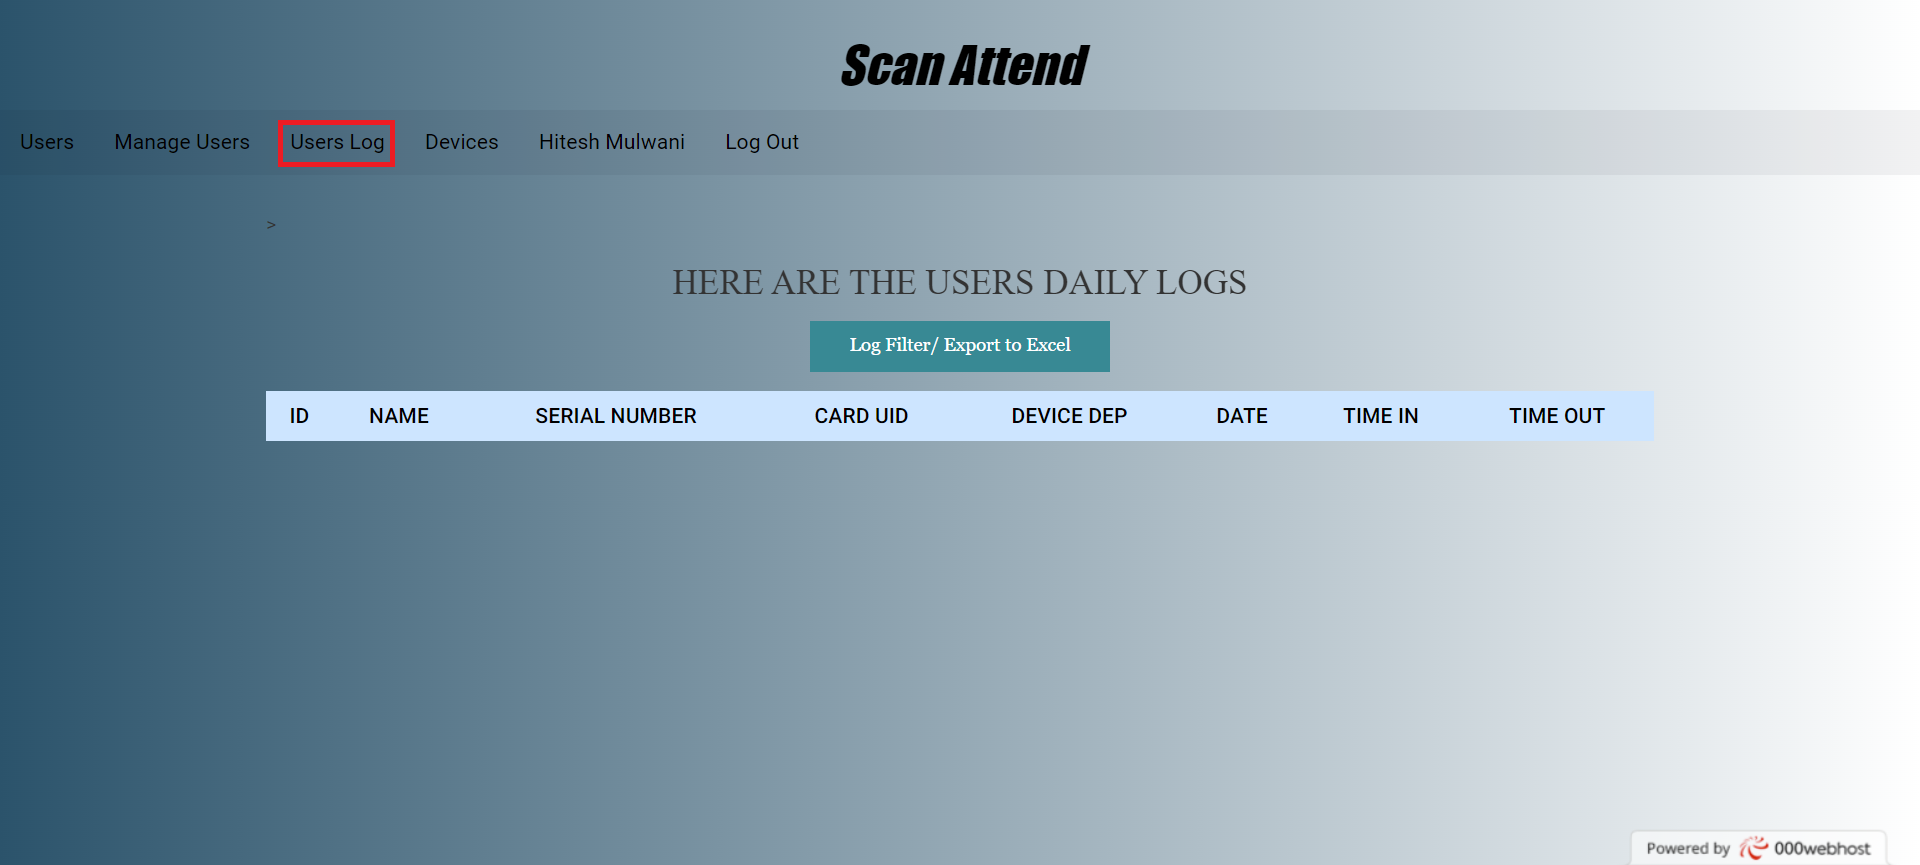 Scan Attend
Users Manage Users Users Log Devices Hitesh Mulwani Log Out
>
HERE ARE THE USERS DAILY LOGS
Log Filter/ Export to Excel
ID NAME SERIAL NUMBER CARD UID DEVICE DEP DATE TIME IN TIME OUT
Powered by 000webhost